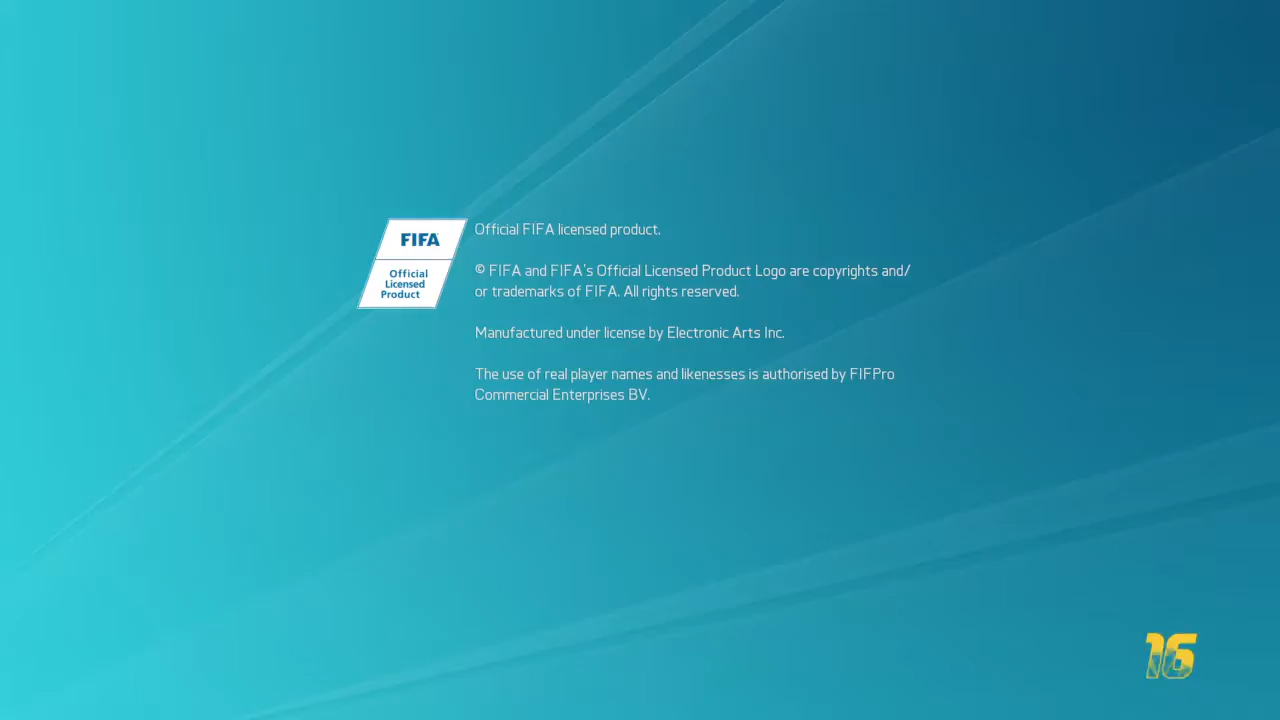 FIFA
Official
Licensed
Product
Official FIFA licensed product.
© FIFA and FIFA's Official Licensed Product Logo are copyrights and/
or trademarks of FIFA. All rights reserved.
Manufactured under license by Electronic Arts Inc.
The use of real player names and likenesses is authorised by FIFPro
Commercial Enterprises BV.
16